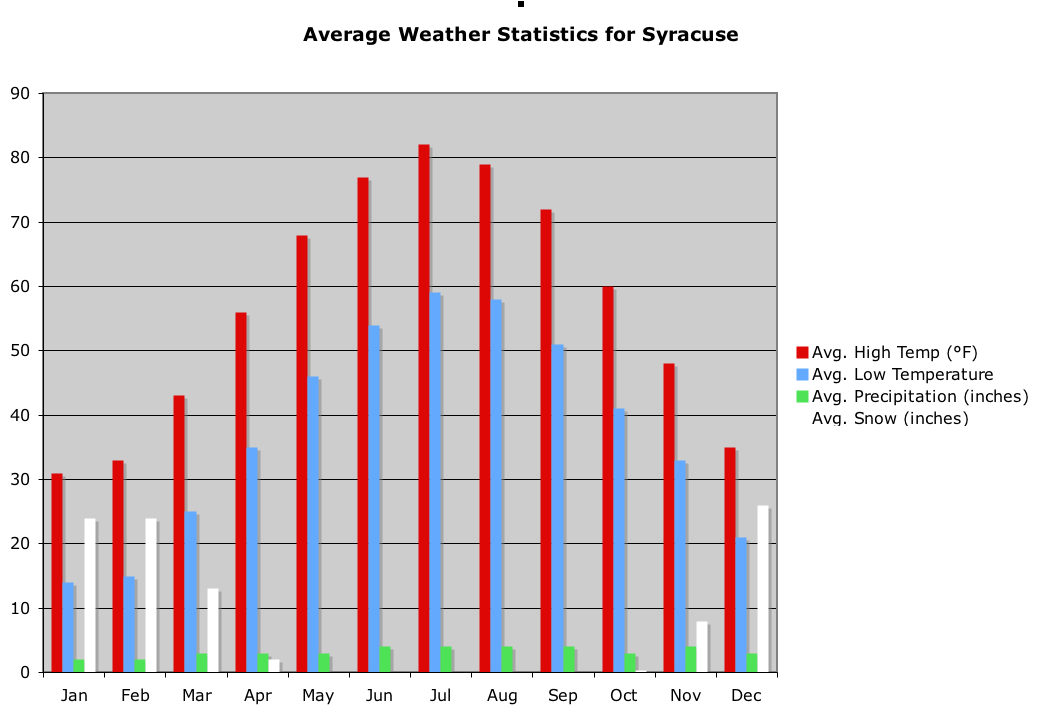 Average Weather Statistics for Syracuse
90
80
70
60
50
40
30
20
10
0
Jan Feb Mar Apr May Jun Jul Aug Sep Oct Nov Dec
Avg. High Temp (°F)
Avg. Low Temperature
Avg. Precipitation (inches)
Avg. Snow (inches)